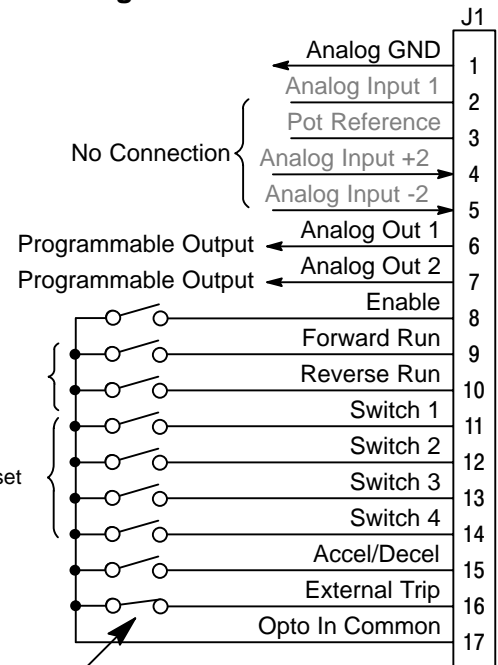 J1
Analog GND 1
Analog Input 1 2
Pot Reference 3
No Connection
Analog Input +2 4
Analog Input -2 5
Programmable Output Analog Out 1 6
Programmable Output Analog Out 2 7
Enable 8
Forward Run 9
Reverse Run 10
Switch 1 11
Switch 2 12
set
Switch 3 13
Switch 4 14
Accel/Decel 15
External Trip 16
Opto In Common 17